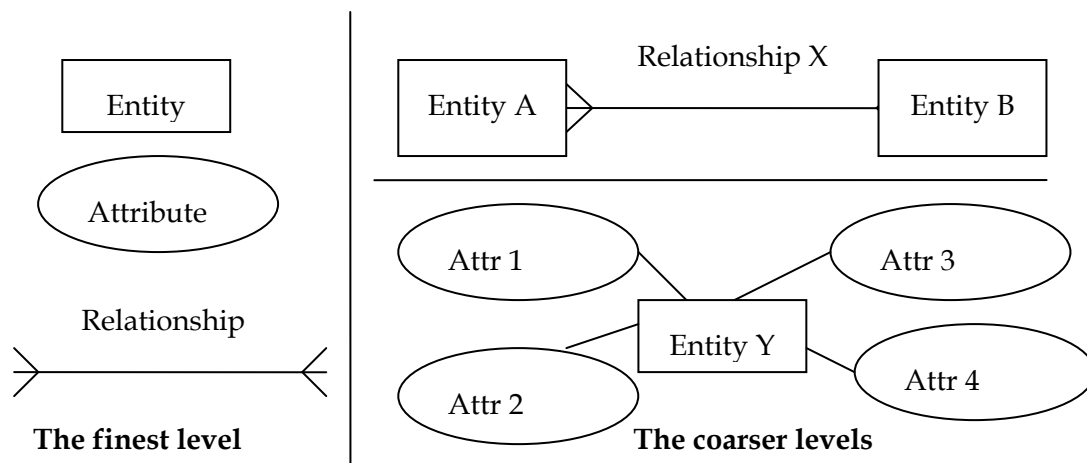 Entity
Attribute
Relationship
The finest level
Relationship X
Entity A
Entity B
Attr 1
Attr 3
Entity Y
Attr 2
Attr 4
The coarser levels